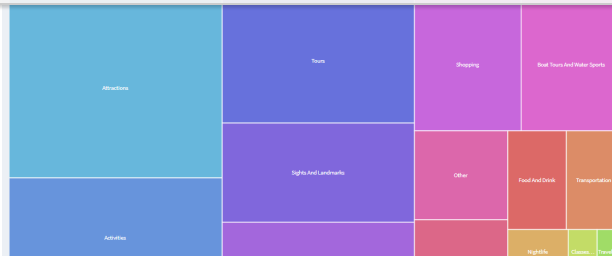 Attractions
Activities
Tours
Sights And Landmarks
Shopping
Boat Tours And Water Sports
Other
Food And Drink
Transportation
Nightlife
Classes...
Travel